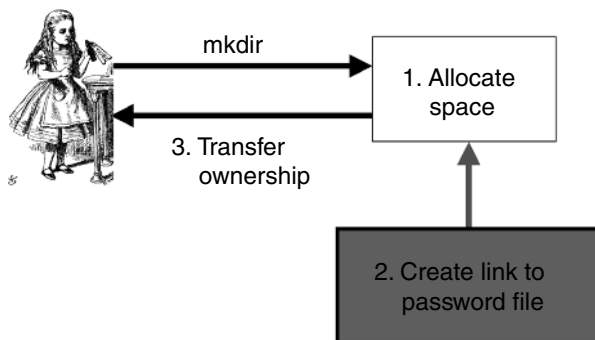 mkdir
1. Allocate
space
3. Transfer
ownership
2. Create link to
password file